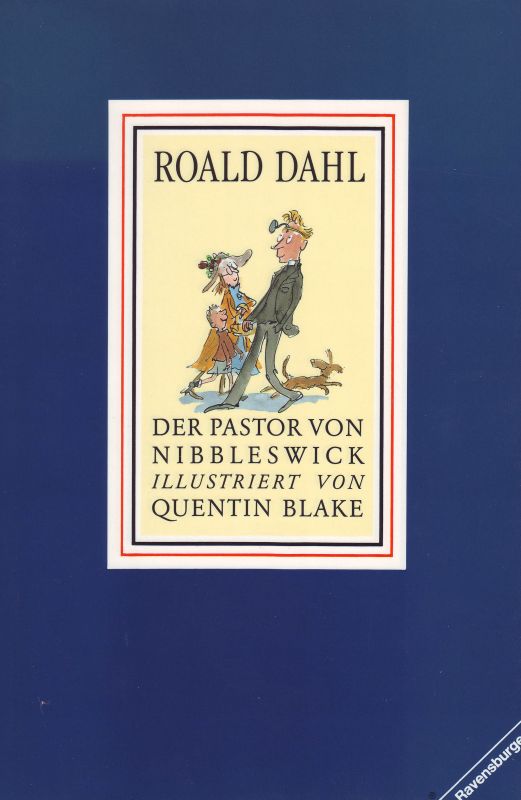 ROALD DAHL
DER PASTOR VON
NIBBLESWICK
ILLUSTRIERT VON
QUENTIN BLAKE
Ravensburge
®